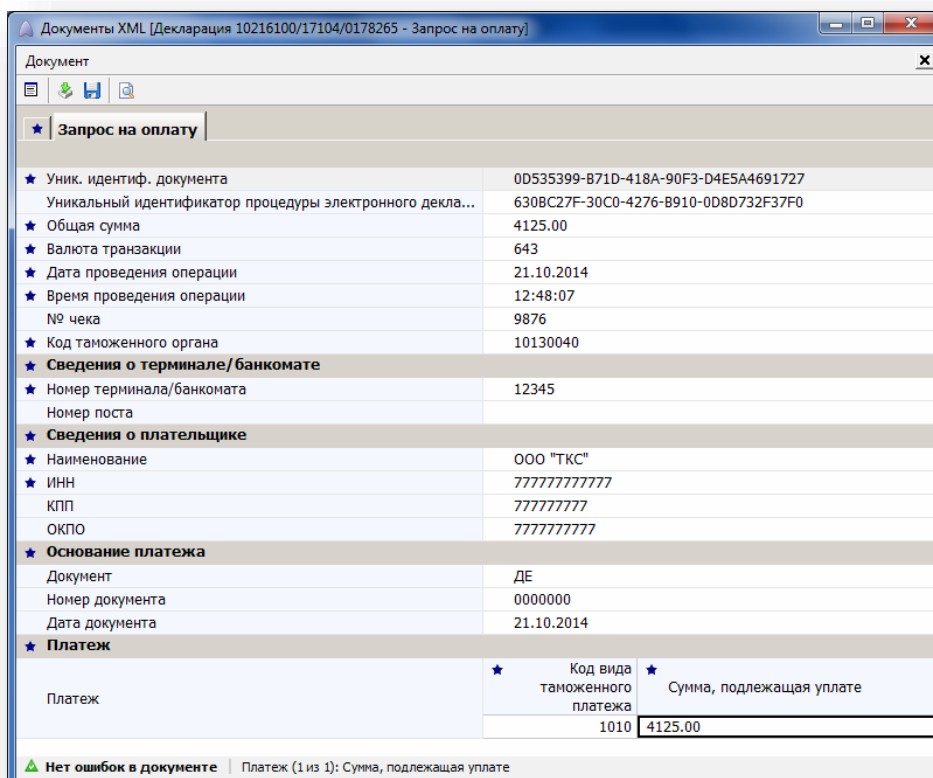 Документы XML [Декларация 10216100/17104/0178265 - Запрос на оплату]
Документ
Запрос на оплату
Уник. идентиф. документа 0D535399-B71D-418A-90F3-D4E5A4691727
Уникальный идентификатор процедуры электронного декла... 630BC27F-30C0-4276-B910-0D8D732F37F0
Общая сумма 4125.00
Валюта транзакции 643
Дата проведения операции 21.10.2014
Время проведения операции 12:48:07
№ чека 9876
Код таможенного органа 10130040
Сведения о терминале/банкомате
Номер терминала/банкомата 12345
Номер поста
Сведения о плательщике
Наименование ООО "ТКС"
ИНН 777777777777
КПП 777777777
ОКПО 7777777777
Основание платежа
Документ ДЕ
Номер документа 0000000
Дата документа 21.10.2014
Платеж
Платеж
Код вида
таможенного
платежа
Сумма, подлежащая уплате
1010 4125.00
Нет ошибок в документе Платеж (1 из 1): Сумма, подлежащая уплате